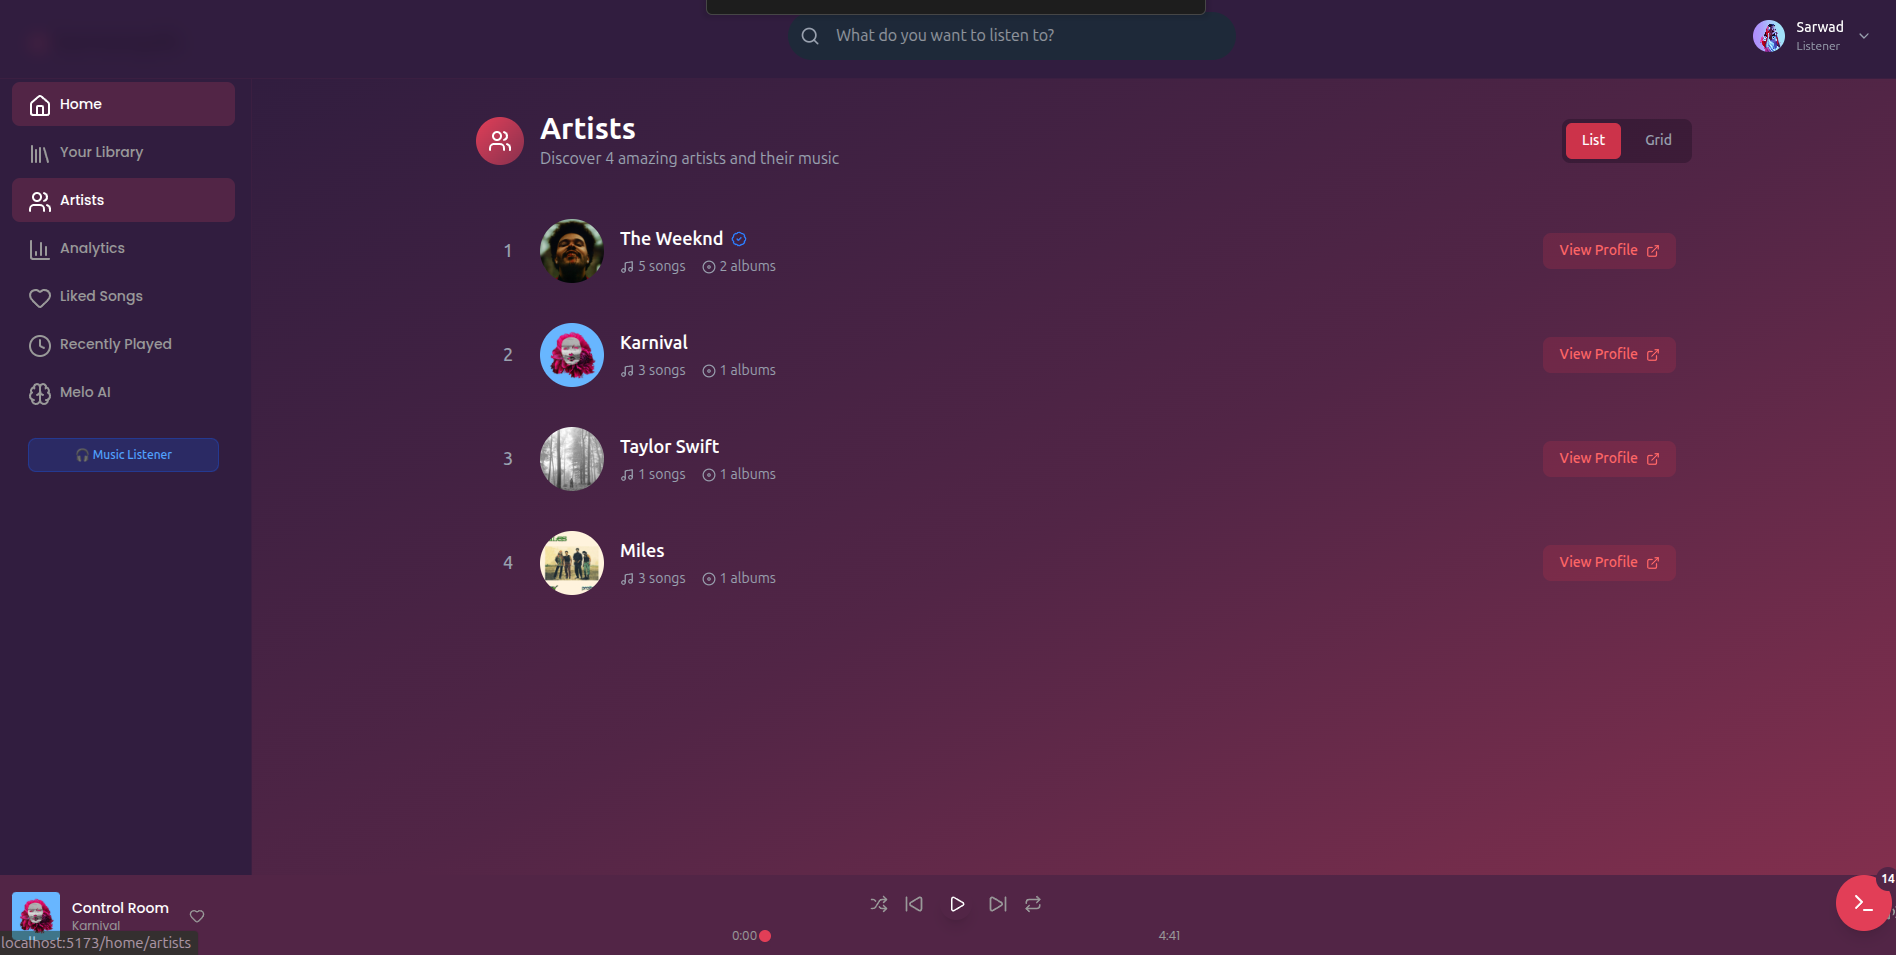 What do you want to listen to?
Sarwad
Listener
Home
Your Library
Artists
Analytics
Liked Songs
Recently Played
Melo AI
Music Listener
Artists
Discover 4 amazing artists and their music
List
Grid
1
The Weeknd
5 songs 2 albums
View Profile
2
Karnival
3 songs 1 albums
View Profile
3
Taylor Swift
1 songs 1 albums
View Profile
4
Miles
3 songs 1 albums
View Profile
Control Room
Karnival
localhost:5173/home/artists
0:00
4:41
14